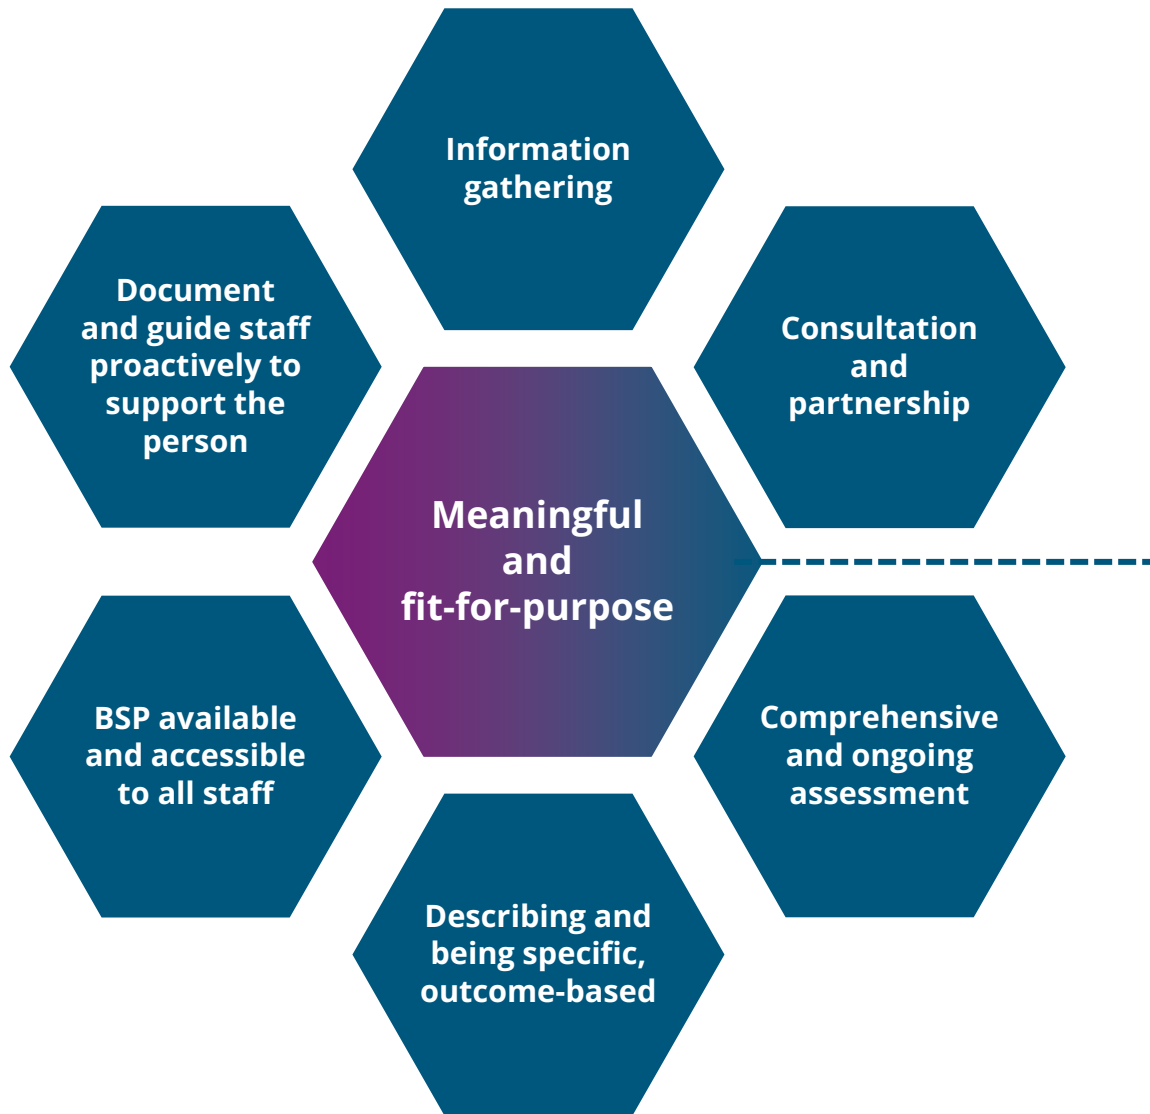 Information
gathering
Consultation
and
partnership
Comprehensive
and ongoing
assessment
Describing and
being specific,
outcome-based
BSP available
and accessible
to all staff
Document
and guide staff
proactively to
support the
person
Meaningful
and
fit-for-purpose